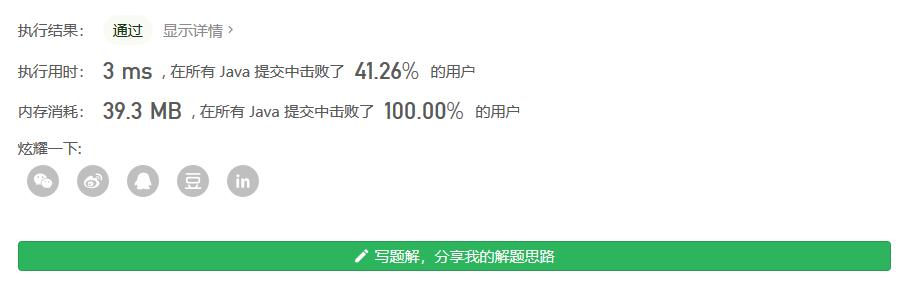 执行结果： 通过 显示详情 ›
执行用时： 3 ms , 在所有 Java 提交中击败了 41.26% 的用户
内存消耗： 39.3 MB , 在所有 Java 提交中击败了 100.00% 的用户
炫耀一下:
豆 in
写题解，分享我的解题思路